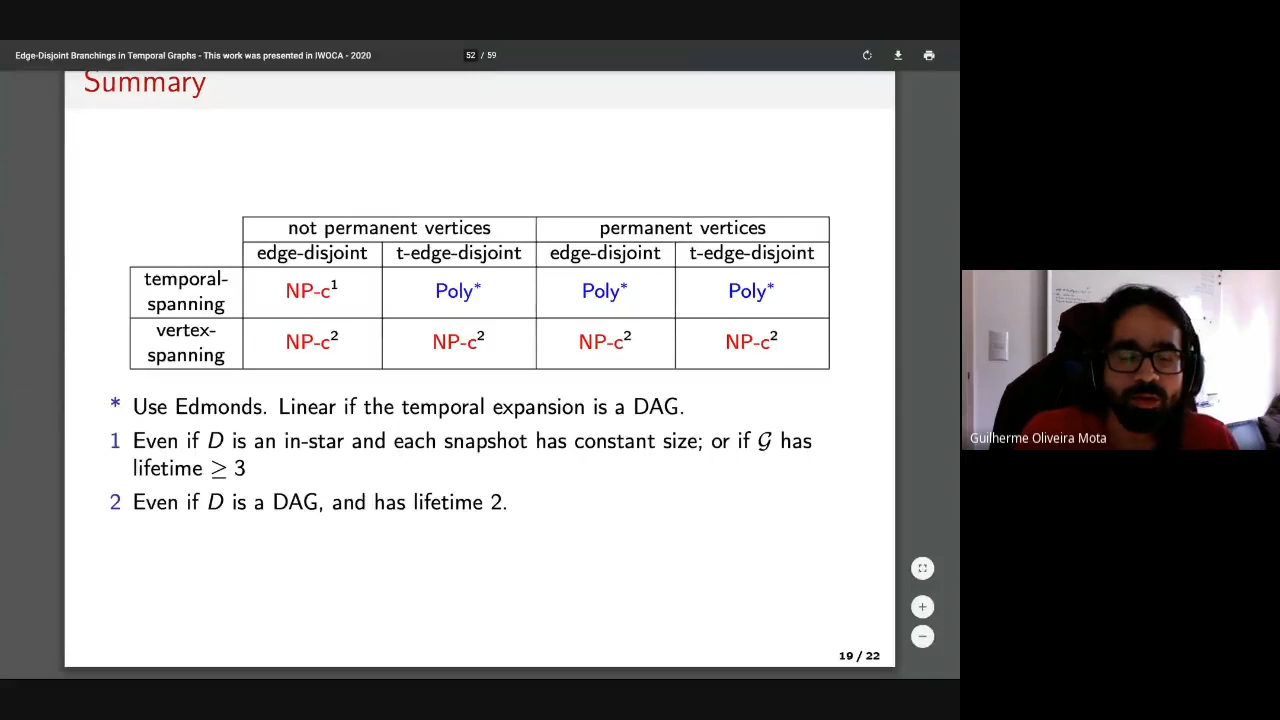 Edge-Disjoint Branchings in Temporal Graphs - This work was presented in IWOCA - 2020
52 / 59
Summary
not permanent vertices permanent vertices
edge-disjoint t-edge-disjoint edge-disjoint t-edge-disjoint
temporal-
spanning
NP-c¹ Poly* Poly* Poly*
vertex-
spanning
NP-c² NP-c² NP-c² NP-c²
* Use Edmonds. Linear if the temporal expansion is a DAG.
1 Even if D is an in-star and each snapshot has constant size; or if 𝒢 has
lifetime ≥ 3
2 Even if D is a DAG, and has lifetime 2.
19 / 22
Guilherme Oliveira Mota